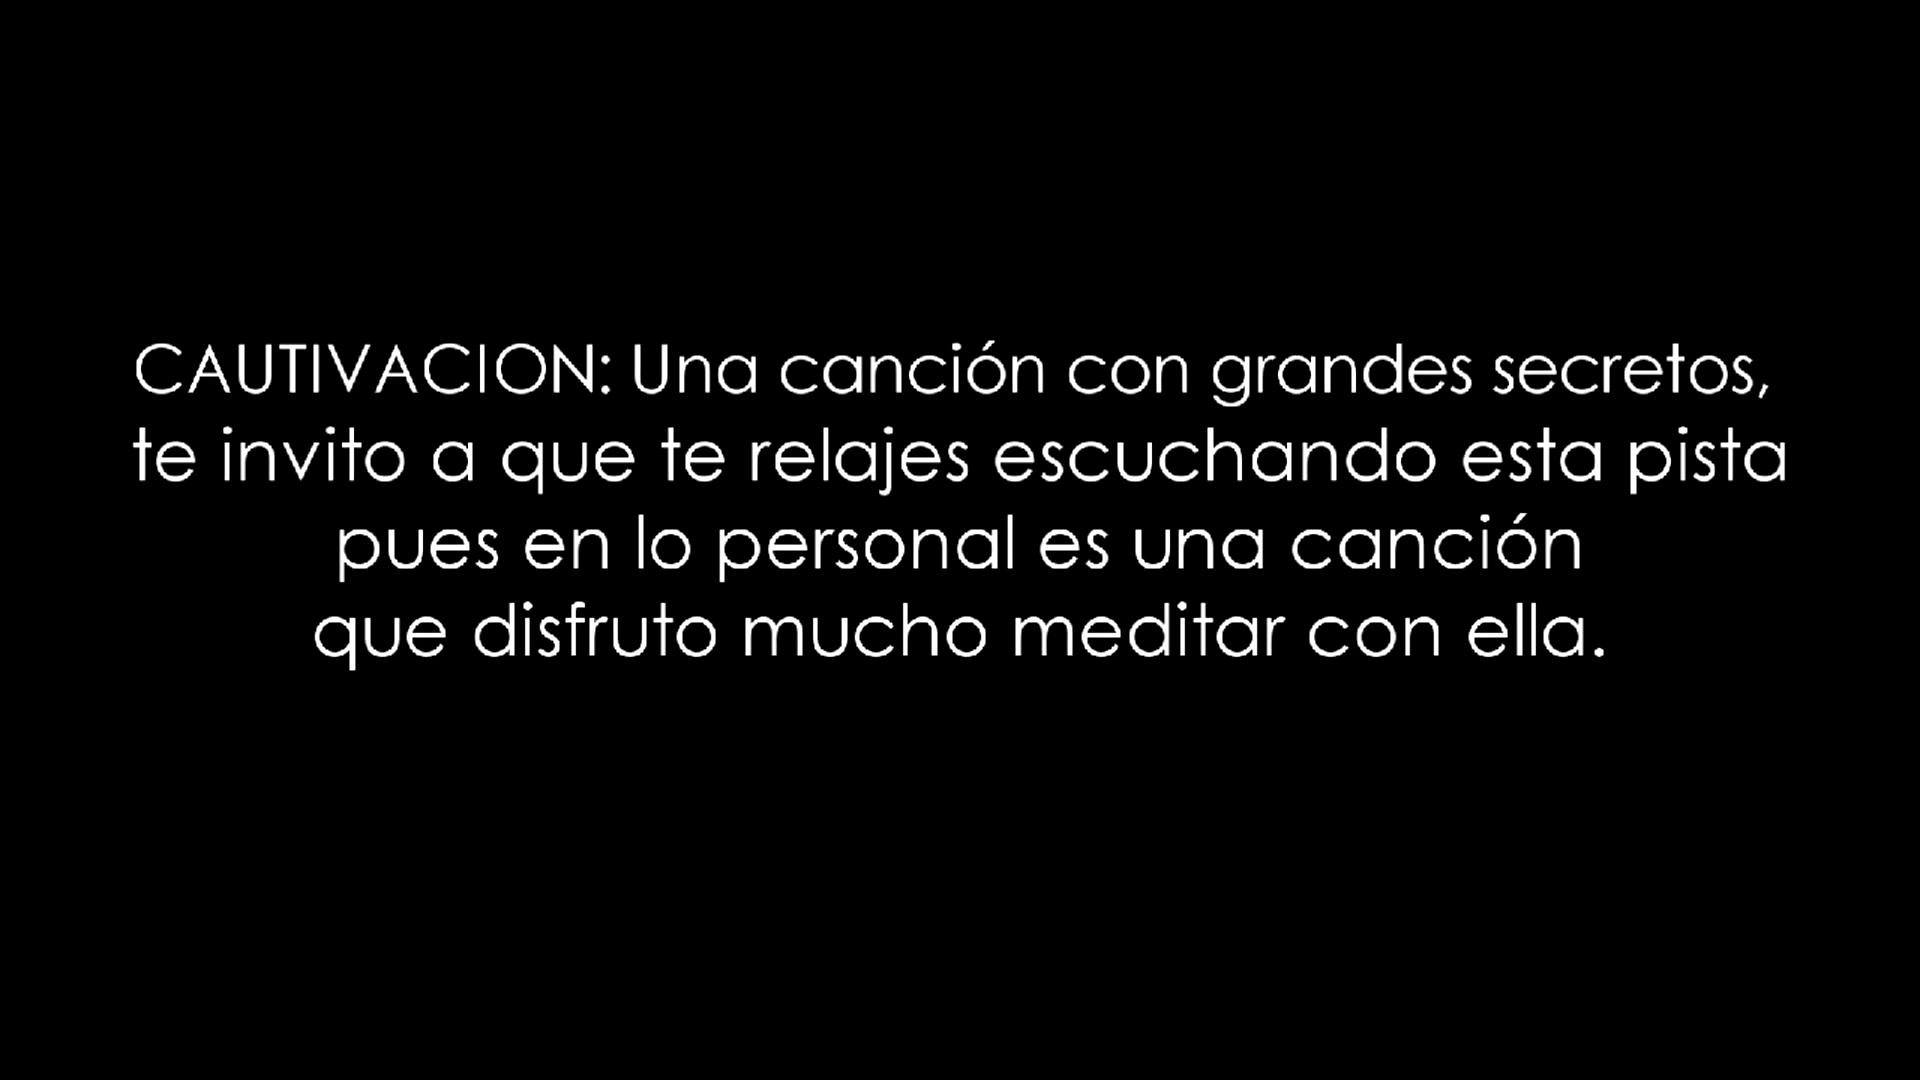 CAUTIVACION: Una canción con grandes secretos,
te invito a que te relajes escuchando esta pista
pues en lo personal es una canción
que disfruto mucho meditar con ella.